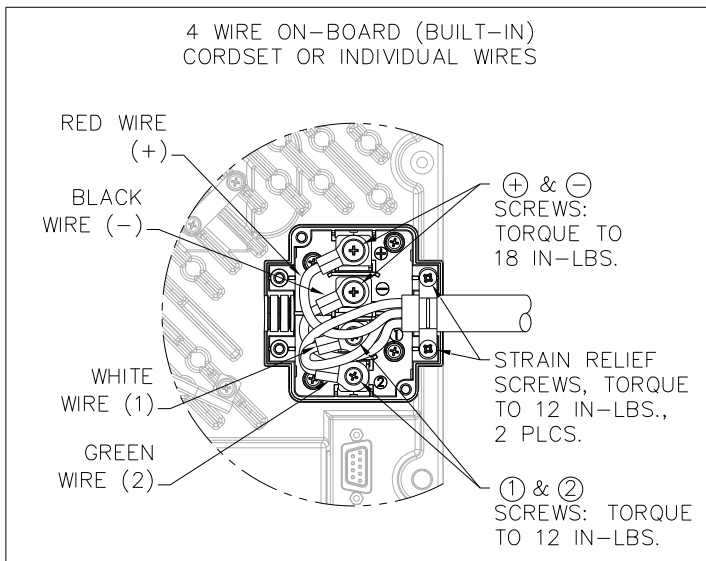 4 WIRE ON-BOARD (BUILT-IN)
CORDSET OR INDIVIDUAL WIRES
RED WIRE
(+)
BLACK
WIRE (-)
WHITE
WIRE (1)
GREEN
WIRE (2)
⊕ & ⊖
SCREWS:
TORQUE TO
18 IN-LBS.
STRAIN RELIEF
SCREWS, TORQUE
TO 12 IN-LBS.,
2 PLCS.
① & ②
SCREWS: TORQUE
TO 12 IN-LBS.
⊕
⊖
①
②